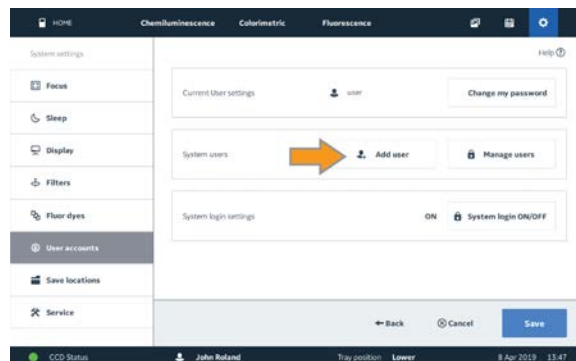 HOME Chemiluminescence Colorimetric Fluorescence
System settings
Help
Focus
Sleep
Display
Filters
Fluor dyes
User accounts
Save locations
Service
Current User settings user Change my password
System users Add user Manage users
System login settings ON System login ON/OFF
Back Cancel Save
CCD Status John Roland Tray position Lower 8 Apr 2019 13:47